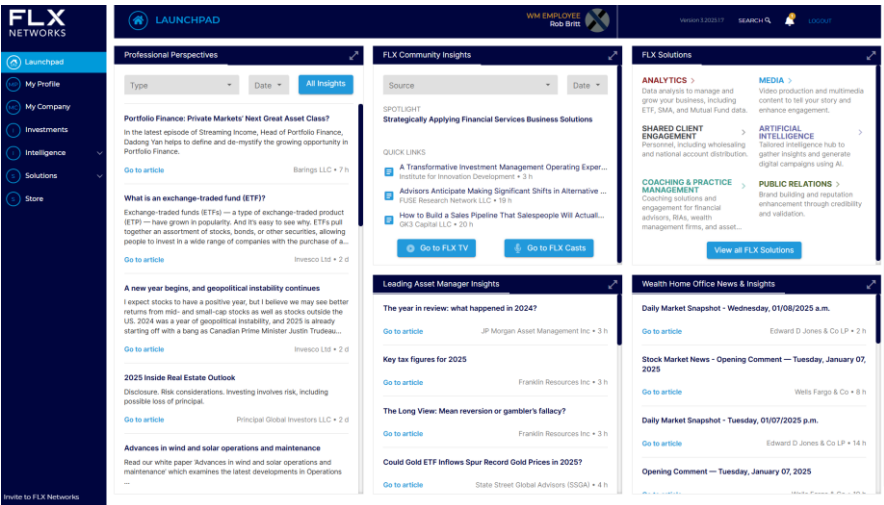 FLX
NETWORKS
LAUNCHPAD
WM EMPLOYEE
Rob Britt
Version 3.2025.1.7
SEARCH
LOGOUT
Launchpad
My Profile
My Company
Investments
Intelligence
Solutions
Store
Invite to FLX Networks
Professional Perspectives
Type
Date
All Insights
Portfolio Finance: Private Markets' Next Great Asset Class?
In the latest episode of Streaming Income, Head of Portfolio Finance,
Dadong Yan helps to define and de-mystify the growing opportunity in
Portfolio Finance.
Go to article
Barings LLC • 7 h
What is an exchange-traded fund (ETF)?
Exchange-traded funds (ETFs) — a type of exchange-traded product
(ETP) — have grown in popularity. And it's easy to see why. ETFs pull
together an assortment of stocks, bonds, or other securities, allowing
people to invest in a wide range of companies with the purchase of a...
Go to article
Invesco Ltd • 2 d
A new year begins, and geopolitical instability continues
I expect stocks to have a positive year, but I believe we may see better
returns from mid- and small-cap stocks as well as stocks outside the
US. 2024 was a year of geopolitical instability, and 2025 is already
starting off with a bang as Canadian Prime Minister Justin Trudeau...
Go to article
Invesco Ltd • 2 d
2025 Inside Real Estate Outlook
Disclosure. Risk considerations. Investing involves risk, including
possible loss of principal.
Go to article
Principal Global Investors LLC • 2 d
Advances in wind and solar operations and maintenance
Read our white paper 'Advances in wind and solar operations and
maintenance' which examines the latest developments in Operations
...
FLX Community Insights
Source
Date
SPOTLIGHT
Strategically Applying Financial Services Business Solutions
QUICK LINKS
A Transformative Investment Management Operating Exper...
Institute for Innovation Development • 3 h
Advisors Anticipate Making Significant Shifts in Alternative ...
FUSE Research Network LLC • 19 h
How to Build a Sales Pipeline That Salespeople Will Actuall...
GK3 Capital LLC • 20 h
Go to FLX TV
Go to FLX Casts
FLX Solutions
ANALYTICS >
Data analysis to manage and
grow your business, including
ETF, SMA, and Mutual Fund data.
MEDIA >
Video production and multimedia
content to tell your story and
enhance engagement.
SHARED CLIENT
ENGAGEMENT >
Personnel, including wholesaling
and national account distribution.
ARTIFICIAL
INTELLIGENCE >
Tailored intelligence hub to
gather insights and generate
digital campaigns using AI.
COACHING & PRACTICE
MANAGEMENT >
Coaching solutions and
engagement for financial
advisors, RIAs, wealth
management firms, and asset...
PUBLIC RELATIONS >
Brand building and reputation
enhancement through credibility
and validation.
View all FLX Solutions
Leading Asset Manager Insights
The year in review: what happened in 2024?
Go to article
JP Morgan Asset Management Inc • 3 h
Key tax figures for 2025
Go to article
Franklin Resources Inc • 3 h
The Long View: Mean reversion or gambler's fallacy?
Go to article
Franklin Resources Inc • 3 h
Could Gold ETF Inflows Spur Record Gold Prices in 2025?
Go to article
State Street Global Advisors (SSGA) • 4 h
Wealth Home Office News & Insights
Daily Market Snapshot - Wednesday, 01/08/2025 a.m.
Go to article
Edward D Jones & Co LP • 2 h
Stock Market News - Opening Comment — Tuesday, January 07,
2025
Go to article
Wells Fargo & Co • 8 h
Daily Market Snapshot - Tuesday, 01/07/2025 p.m.
Go to article
Edward D Jones & Co LP • 14 h
Opening Comment — Tuesday, January 07, 2025